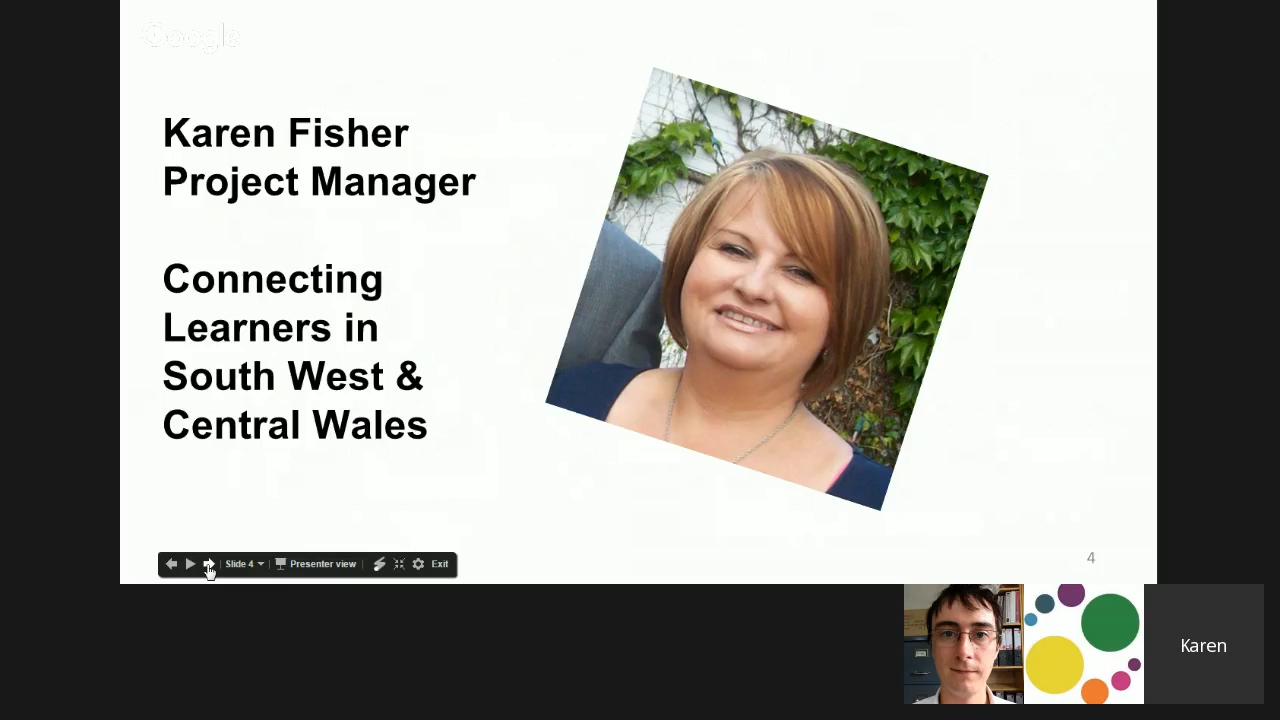 Google
Karen Fisher
Project Manager
Connecting
Learners in
South West &
Central Wales
Slide 4
Presenter view
Exit
4
Karen